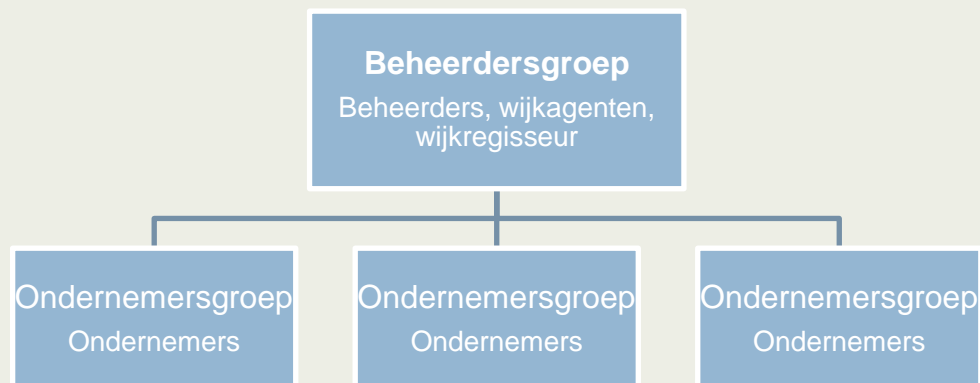 Beheerdersgroep
Beheerders, wijkagenten,
wijkregisseur
Ondernemersgroep
Ondernemers
Ondernemersgroep
Ondernemers
Ondernemersgroep
Ondernemers